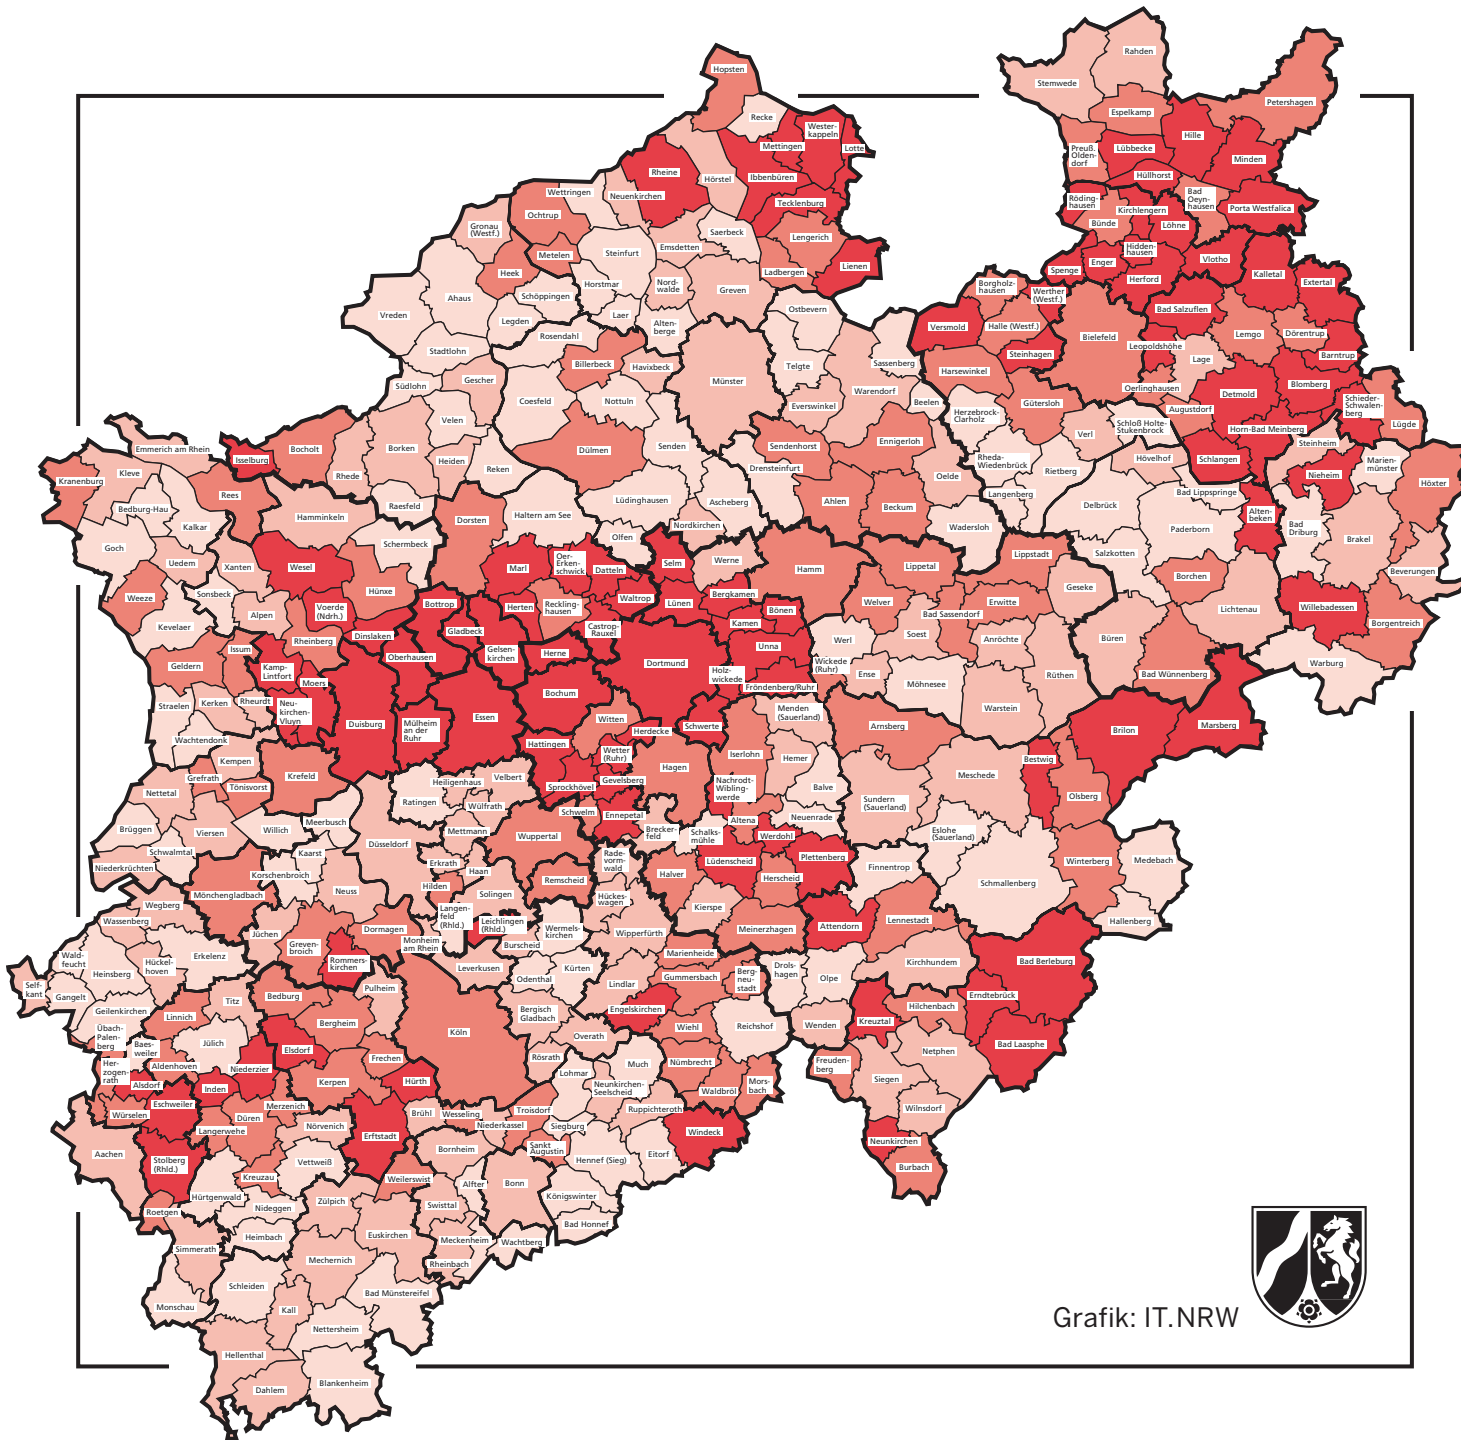 Rahden
Stemwede
Hopsten
Petershagen
Espelkamp
Recke
Wester-
kappeln
Hille
Mettingen
Lotte
Preuß.
Olden-
dorf
Lübbecke
Minden
Rheine
Hörstel
Ibbenbüren
Hüllhorst
Wettringen
Neuenkirchen
Tecklenburg
Röding-
hausen
Bad
Oeyn-
hausen
Kirchlengern
Porta Westfalica
Ochtrup
Gronau
(Westf.)
Saerbeck
Bünde
Löhne
Lengerich
Metelen
Steinfurt
Emsdetten
Hidden-
hausen
Vlotho
Heek
Lienen
Ladbergen
Spenge
Enger
Herford
Kalletal
Extertal
Horstmar
Nord-
walde
Greven
Borgholz-
hausen
Werther
(Westf.)
Ahaus
Schöppingen
Vreden
Legden
Laer
Alten-
berge
Ostbevern
Versmold
Halle (Westf.)
Bad Salzuflen
Rosendahl
Bielefeld
Lemgo
Dörentrup
Stadtlohn
Billerbeck
Havixbeck
Telgte
Sassenberg
Steinhagen
Leopoldshöhe
Lage
Barntrup
Südlohn
Gescher
Münster
Harsewinkel
Oerlinghausen
Blomberg
Coesfeld
Nottuln
Everswinkel
Warendorf
Beelen
Gütersloh
Augustdorf
Detmold
Schieder-
Schwalen-
berg
Velen
Herzebrock-
Clarholz
Schloß Holte-
Stukenbrock
Verl
Horn-Bad Meinberg
Lügde
Emmerich am Rhein
Bocholt
Borken
Heiden
Dülmen
Senden
Sendenhorst
Ennigerloh
Steinheim
Isselburg
Rhede
Reken
Drensteinfurt
Oelde
Rheda-
Wiedenbrück
Rietberg
Hövelhof
Schlangen
Marien-
münster
Kleve
Kranenburg
Nieheim
Höxter
Rees
Raesfeld
Lüdinghausen
Ascheberg
Ahlen
Beckum
Langenberg
Bad Lippspringe
Bedburg-Hau
Hamminkeln
Dorsten
Haltern am See
Nordkirchen
Wadersloh
Delbrück
Alten-
beken
Kalkar
Olfen
Paderborn
Bad
Driburg
Brakel
Goch
Schermbeck
Uedem
Xanten
Wesel
Marl
Oer-
Erken-
schwick
Datteln
Selm
Werne
Hamm
Lippetal
Lippstadt
Salzkotten
Borchen
Beverungen
Sonsbeck
Hünxe
Geseke
Weeze
Alpen
Voerde
(Ndrh.)
Bottrop
Herten
Reckling-
hausen
Waltrop
Lünen
Bergkamen
Bönen
Welver
Bad Sassendorf
Erwitte
Lichtenau
Willebadessen
Borgentreich
Kevelaer
Rheinberg
Dinslaken
Gladbeck
Castrop-
Rauxel
Kamen
Soest
Anröchte
Büren
Issum
Oberhausen
Gelsen-
kirchen
Herne
Dortmund
Unna
Werl
Geldern
Kamp-
Lintfort
Moers
Holz-
wickede
Wickede
(Ruhr)
Ense
Möhnesee
Rüthen
Bad Wünnenberg
Warburg
Bochum
Fröndenberg/Ruhr
Straelen
Kerken
Rheurdt
Neu-
kirchen-
Vluyn
Duisburg
Mülheim
an der
Ruhr
Essen
Witten
Menden
(Sauerland)
Warstein
Wachtendonk
Herdecke
Schwerte
Arnsberg
Brilon
Marsberg
Hattingen
Wetter
(Ruhr)
Iserlohn
Hemer
Bestwig
Kempen
Krefeld
Heiligenhaus
Velbert
Hagen
Meschede
Grefrath
Tönisvorst
Sprockhövel
Gevelsberg
Nachrodt-
Wibling-
werde
Balve
Olsberg
Nettetal
Ratingen
Wülfrath
Schwelm
Ennepetal
Sundern
(Sauerland)
Altena
Neuenrade
Brüggen
Viersen
Willich
Meerbusch
Mettmann
Wuppertal
Brecker-
feld
Schalks-
mühle
Werdohl
Eslohe
(Sauerland)
Schwalmtal
Kaarst
Düsseldorf
Erkrath
Haan
Rade-
vorm-
wald
Lüdenscheid
Plettenberg
Finnentrop
Winterberg
Medebach
Niederkrüchten
Korschenbroich
Mönchengladbach
Neuss
Hilden
Solingen
Remscheid
Halver
Herscheid
Schmallenberg
Wegberg
Hückes-
wagen
Kierspe
Wassenberg
Langen-
feld
(Rhld.)
Leichlingen
(Rhld.)
Wermels-
kirchen
Wipperfürth
Meinerzhagen
Attendorn
Lennestadt
Hallenberg
Jüchen
Dormagen
Monheim
am Rhein
Burscheid
Greven-
broich
Rommers-
kirchen
Marienheide
Wald-
feucht
Hückel-
hoven
Erkelenz
Leverkusen
Kürten
Drols-
hagen
Kirchhundem
Bad Berleburg
Heinsberg
Odenthal
Lindlar
Gummersbach
Berg-
neu-
stadt
Olpe
Self-
kant
Gangelt
Titz
Bedburg
Pulheim
Erndtebrück
Geilenkirchen
Linnich
Bergheim
Bergisch
Gladbach
Engelskirchen
Hilchenbach
Übach-
Palen-
berg
Köln
Wiehl
Reichshof
Wenden
Kreuztal
Baes-
weiler
Jülich
Elsdorf
Overath
Bad Laasphe
Her-
zogen-
rath
Aldenhoven
Niederzier
Frechen
Rösrath
Much
Nümbrecht
Freuden-
berg
Netphen
Alsdorf
Inden
Kerpen
Hürth
Lohmar
Neunkirchen-
Seelscheid
Waldbröl
Mors-
bach
Siegen
Eschweiler
Merzenich
Brühl
Wesseling
Troisdorf
Ruppichteroth
Wilnsdorf
Würselen
Düren
Nörvenich
Niederkassel
Siegburg
Langerwehe
Erftstadt
Windeck
Aachen
Stolberg
(Rhld.)
Vettweiß
Bornheim
Sankt
Augustin
Hennef (Sieg)
Eitorf
Neunkirchen
Kreuzau
Weilerswist
Alfter
Bonn
Burbach
Hürtgenwald
Nideggen
Zülpich
Swisttal
Königswinter
Roetgen
Bad Honnef
Heimbach
Euskirchen
Meckenheim
Wachtberg
Simmerath
Mechernich
Rheinbach
Schleiden
Bad Münstereifel
Monschau
Kall
Nettersheim
Hellenthal
Dahlem
Blankenheim
Grafik: IT.NRW